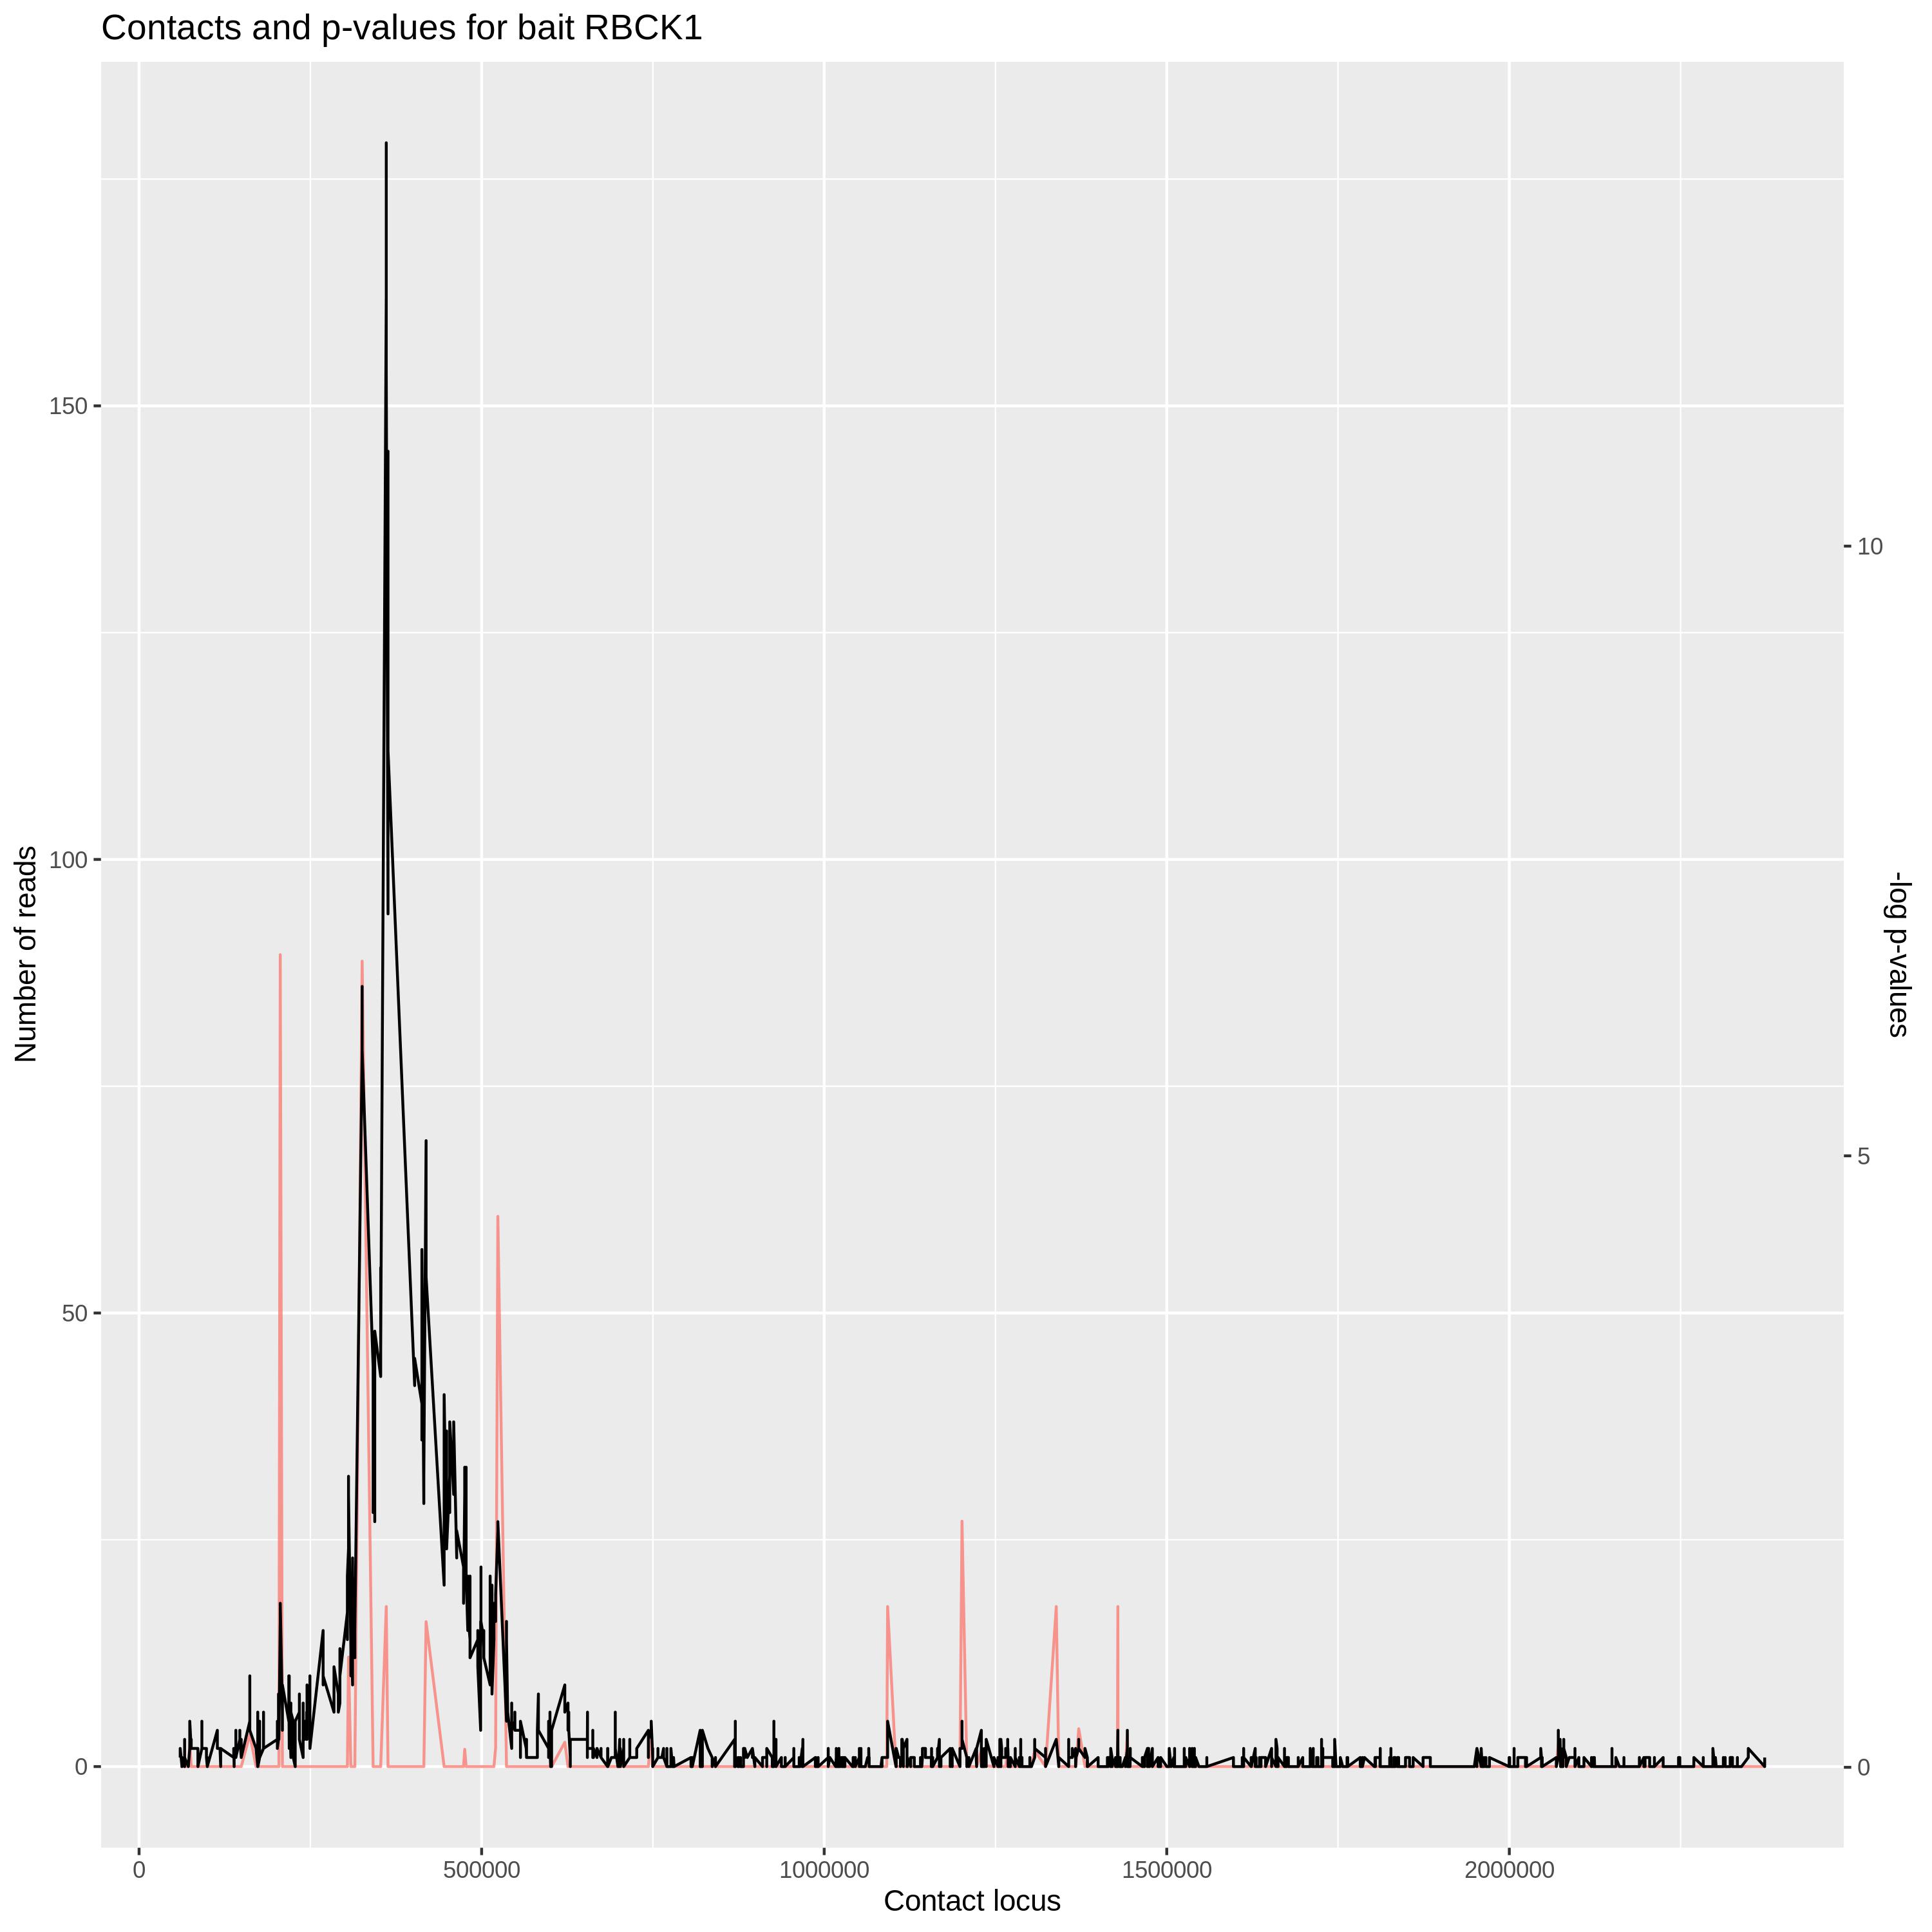 Contacts and p-values for bait RBCK1
150
100
50
0
Number of reads
10
5
0
-log p-values
0 500000 1000000 1500000 2000000
Contact locus